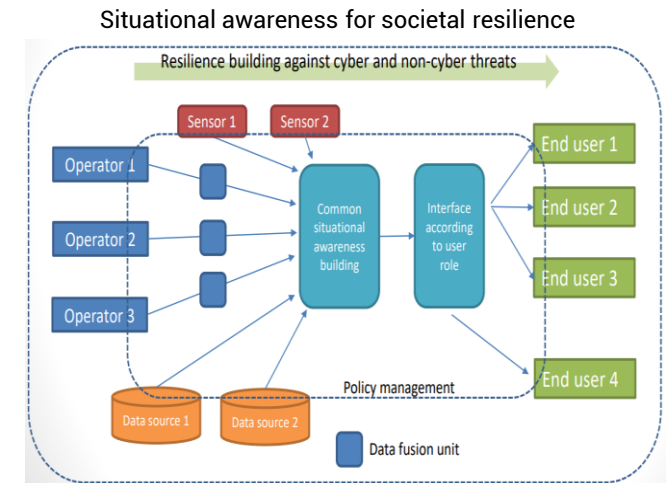 Situational awareness for societal resilience
Resilience building against cyber and non-cyber threats
Sensor 1
Sensor 2
Operator 1
Operator 2
Operator 3
Common
situational
awareness
building
Interface
according
to user
role
End user 1
End user 2
End user 3
End user 4
Policy management
Data source 1
Data source 2
Data fusion unit